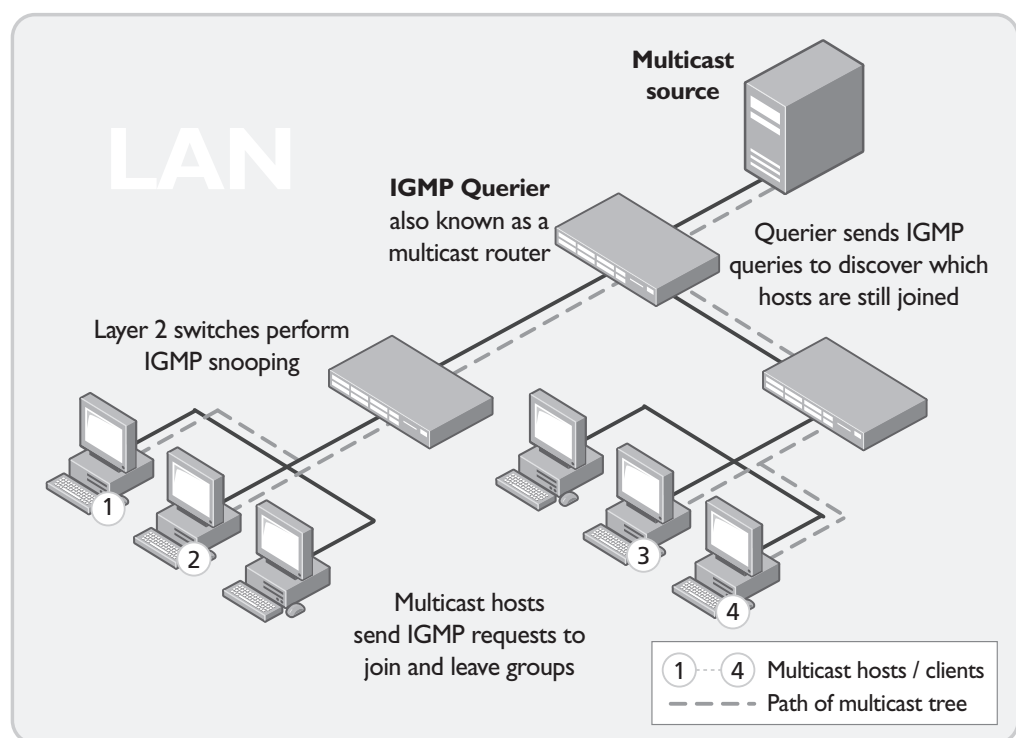 LAN
Multicast
source
IGMP Querier
also known as a
multicast router
Querier sends IGMP
queries to discover which
hosts are still joined
Layer 2 switches perform
IGMP snooping
1
2
3
4
Multicast hosts
send IGMP requests to
join and leave groups
1 4 Multicast hosts / clients
Path of multicast tree